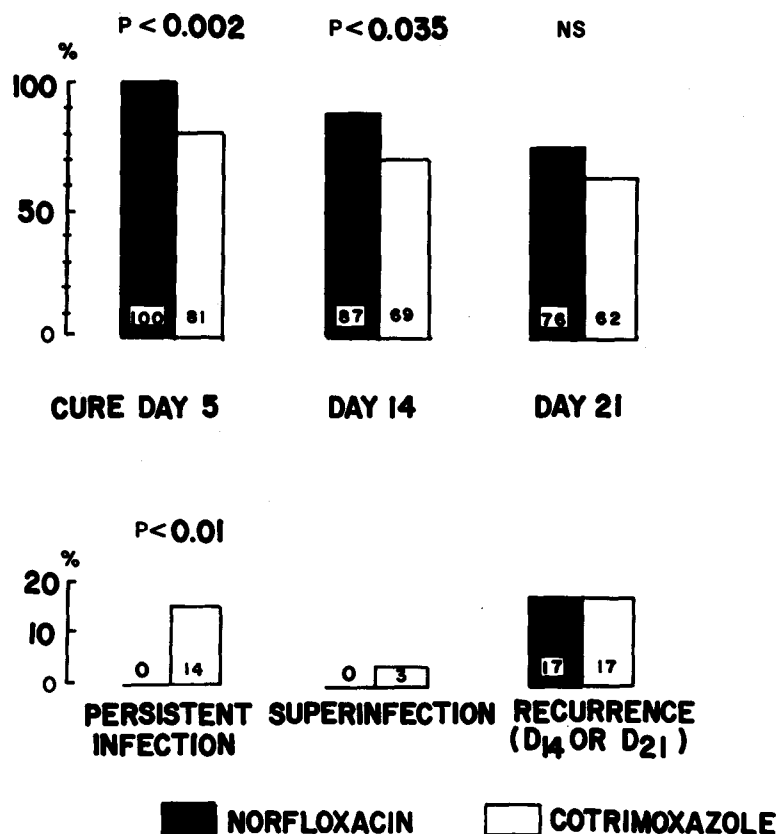 P < 0.002 P < 0.035 NS
%
100
50
0
100 81 87 69 76 62
CURE DAY 5 DAY 14 DAY 21
P < 0.01
%
20
10
0
0 14 0 3 17 17
PERSISTENT SUPERINFECTION RECURRENCE
INFECTION (D14 OR D21)
NORFLOXACIN COTRIMOXAZOLE